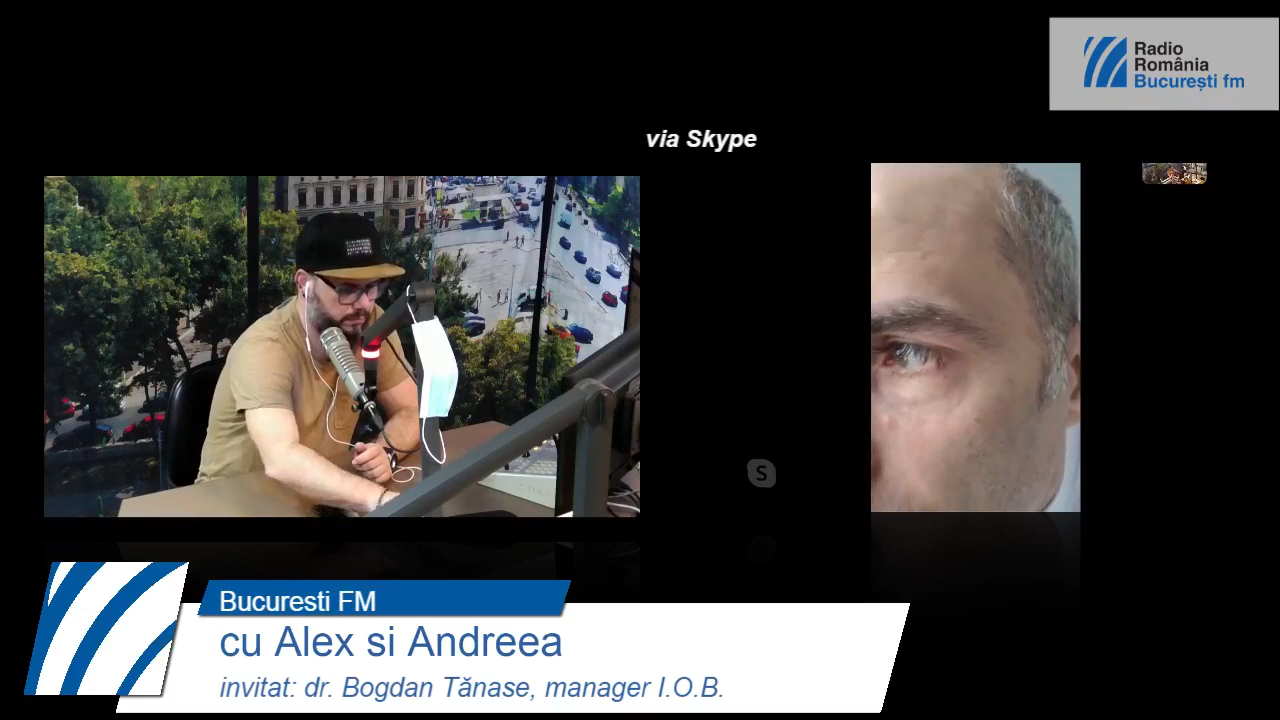 Radio
România
București fm
via Skype
S
Bucuresti FM
cu Alex si Andreea
invitat: dr. Bogdan Tănase, manager I.O.B.